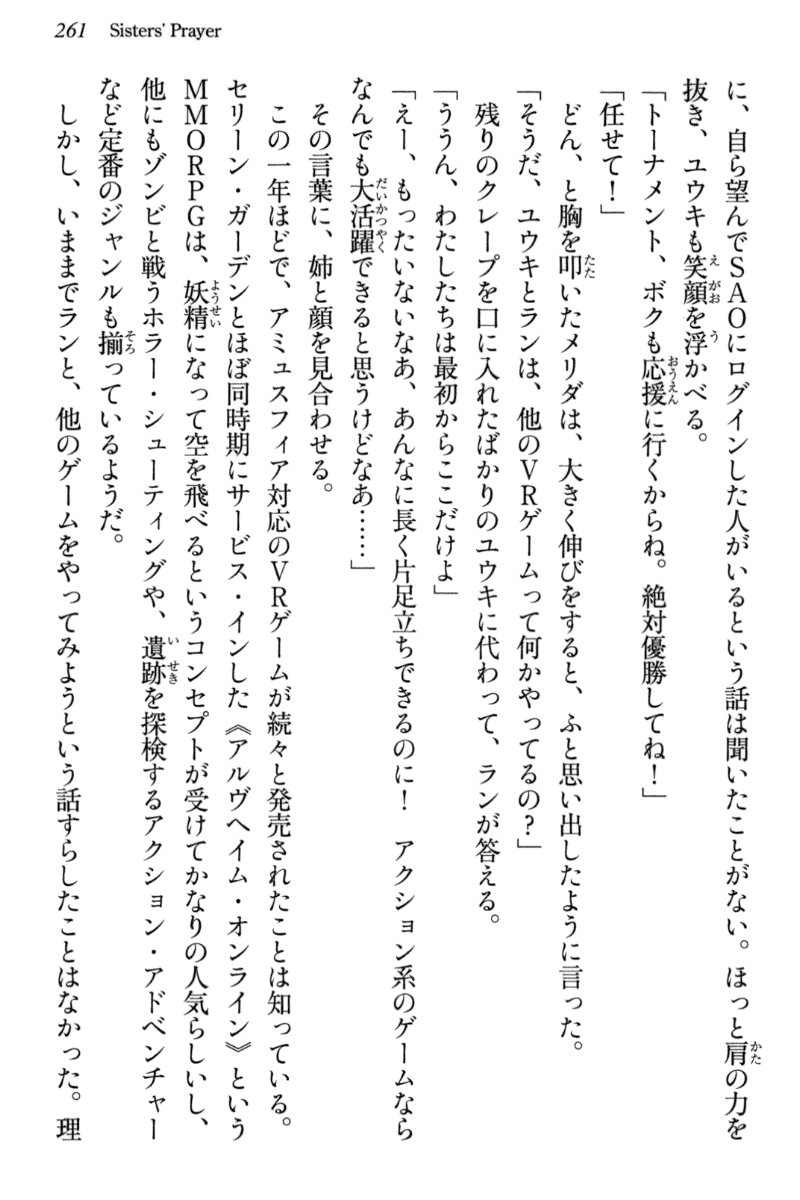 261 Sisters' Prayer
に、自ら望んでSAOにログインした人がいるという話は聞いたことがない。ほっと肩の力を
抜き、ユウキも笑顔を浮かべる。
「トーナメント、ボクも応援に行くからね。絶対優勝してね！」
「任せて！」
どん、と胸を叩いたメリダは、大きく伸びをすると、ふと思い出したように言った。
「そうだ、ユウキとランは、他のVRゲームって何かやってるの？」
残りのクレープを口に入れたばかりのユウキに代わって、ランが答える。
「ううん、わたしたちは最初からここだけよ」
「えー、もったいないなあ、あんなに長く片足立ちできるのに！　アクション系のゲームなら
なんでも大活躍できると思うけどなあ……」
その言葉に、姉と顔を見合わせる。
この一年ほどで、アミュスフィア対応のVRゲームが続々と発売されたことは知っている。
セリーン・ガーデンとほぼ同時期にサービス・インした《アルヴヘイム・オンライン》という
MMORPGは、妖精になって空を飛べるというコンセプトが受けてかなりの人気らしいし、
他にもゾンビと戦うホラー・シューティングや、遺跡を探検するアクション・アドベンチャー
など定番のジャンルも揃っているようだ。
しかし、いままでランと、他のゲームをやってみようという話すらしたことはなかった。理